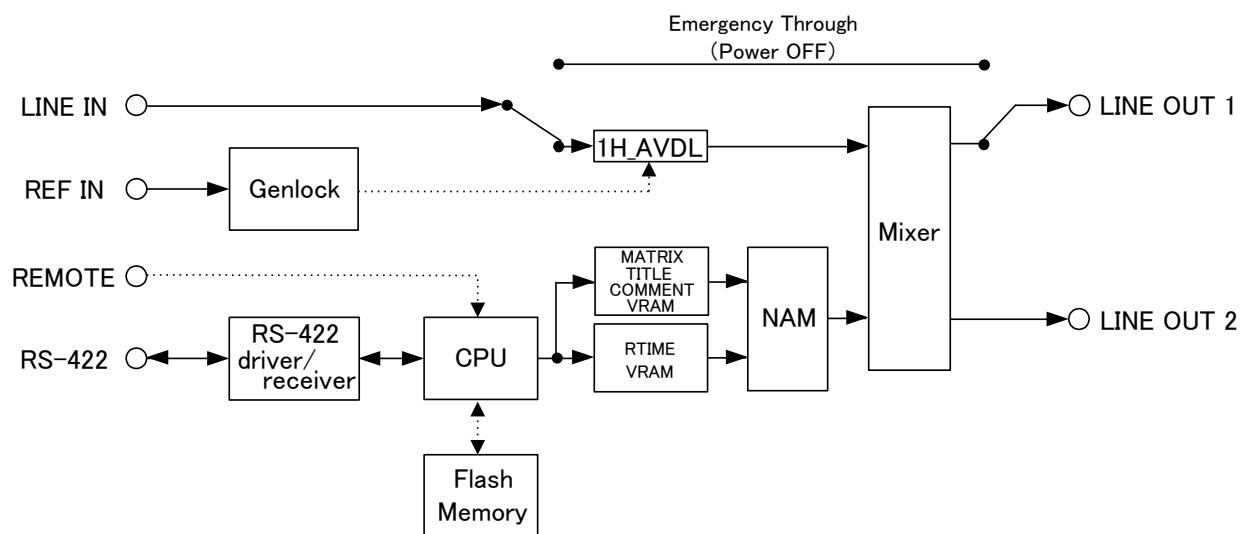 Emergency Through
(Power OFF)
LINE IN
1H_AVDL
LINE OUT 1
REF IN
Genlock
Mixer
REMOTE
MATRIX
TITLE
COMMENT
VRAM
NAM
LINE OUT 2
RS-422
RS-422
driver/
receiver
CPU
RTIME
VRAM
Flash
Memory